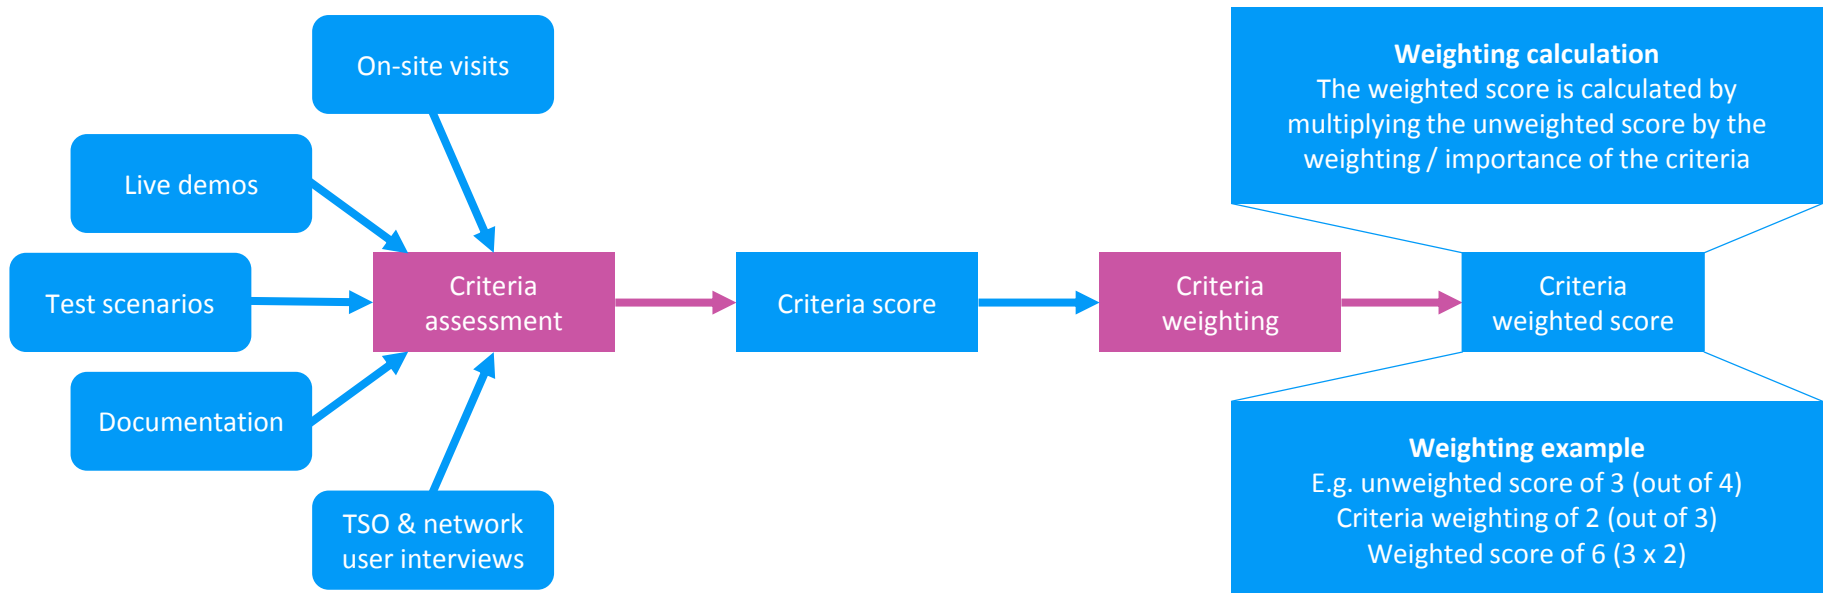 On-site visits
Live demos
Test scenarios
Documentation
TSO & network
user interviews
Criteria
assessment
Criteria score
Criteria
weighting
Criteria
weighted score
Weighting calculation
The weighted score is calculated by
multiplying the unweighted score by the
weighting / importance of the criteria
Weighting example
E.g. unweighted score of 3 (out of 4)
Criteria weighting of 2 (out of 3)
Weighted score of 6 (3 x 2)